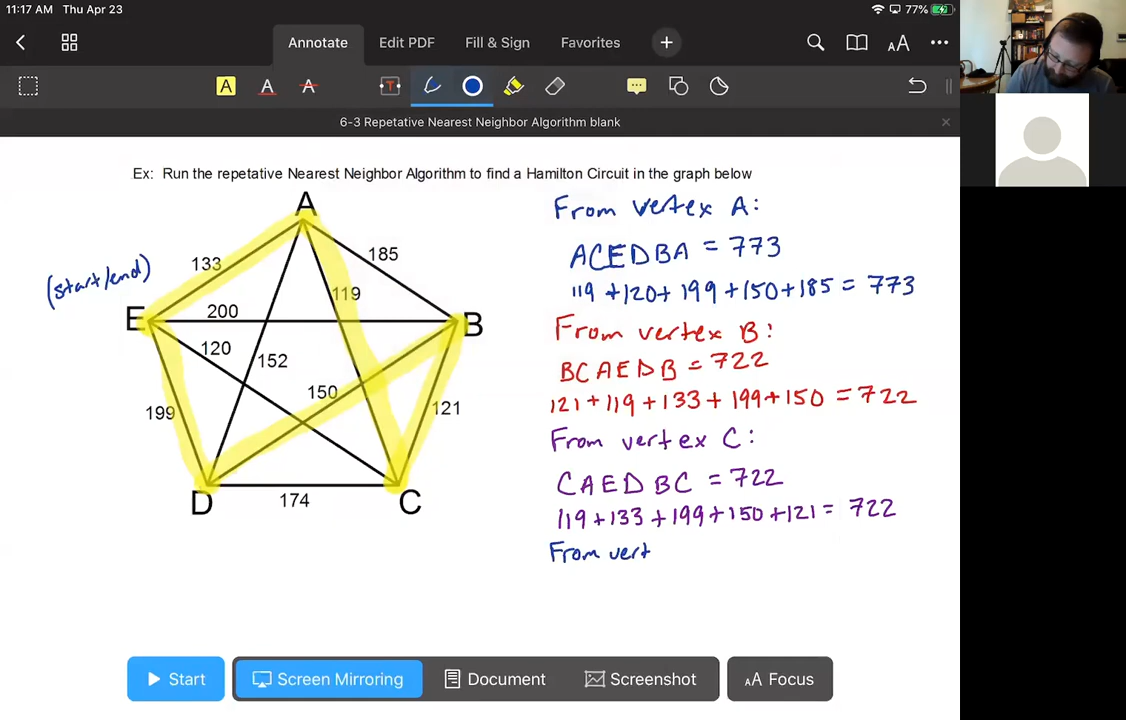 11:17 AM Thu Apr 23
77%
Annotate Edit PDF Fill & Sign Favorites
AA
A A A T
6-3 Repetative Nearest Neighbor Algorithm blank
Ex: Run the repetative Nearest Neighbor Algorithm to find a Hamilton Circuit in the graph below
A
133
185
(start/end)
119
E
200
B
120
152
150
199
121
D
174
C
From vertex A:
ACEDBA = 773
119 + 120 + 199 + 150 + 185 = 773
From vertex B:
BCAEDB = 722
121 + 119 + 133 + 199 + 150 = 722
From vertex C:
CAEDBC = 722
119 + 133 + 199 + 150 + 121 = 722
From vert
Start Screen Mirroring Document Screenshot AA Focus